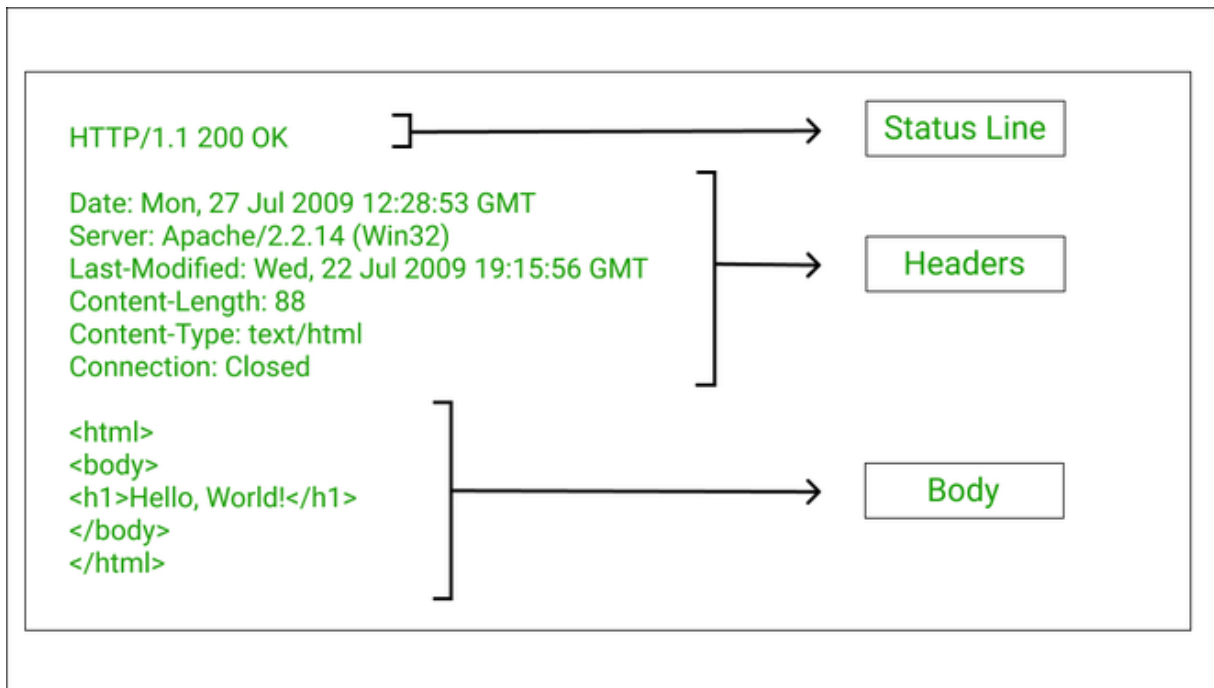 HTTP/1.1 200 OK
Status Line
Date: Mon, 27 Jul 2009 12:28:53 GMT
Server: Apache/2.2.14 (Win32)
Last-Modified: Wed, 22 Jul 2009 19:15:56 GMT
Headers
Content-Length: 88
Content-Type: text/html
Connection: Closed
<html>
<body>
<h1>Hello, World!</h1>
Body
</body>
</html>